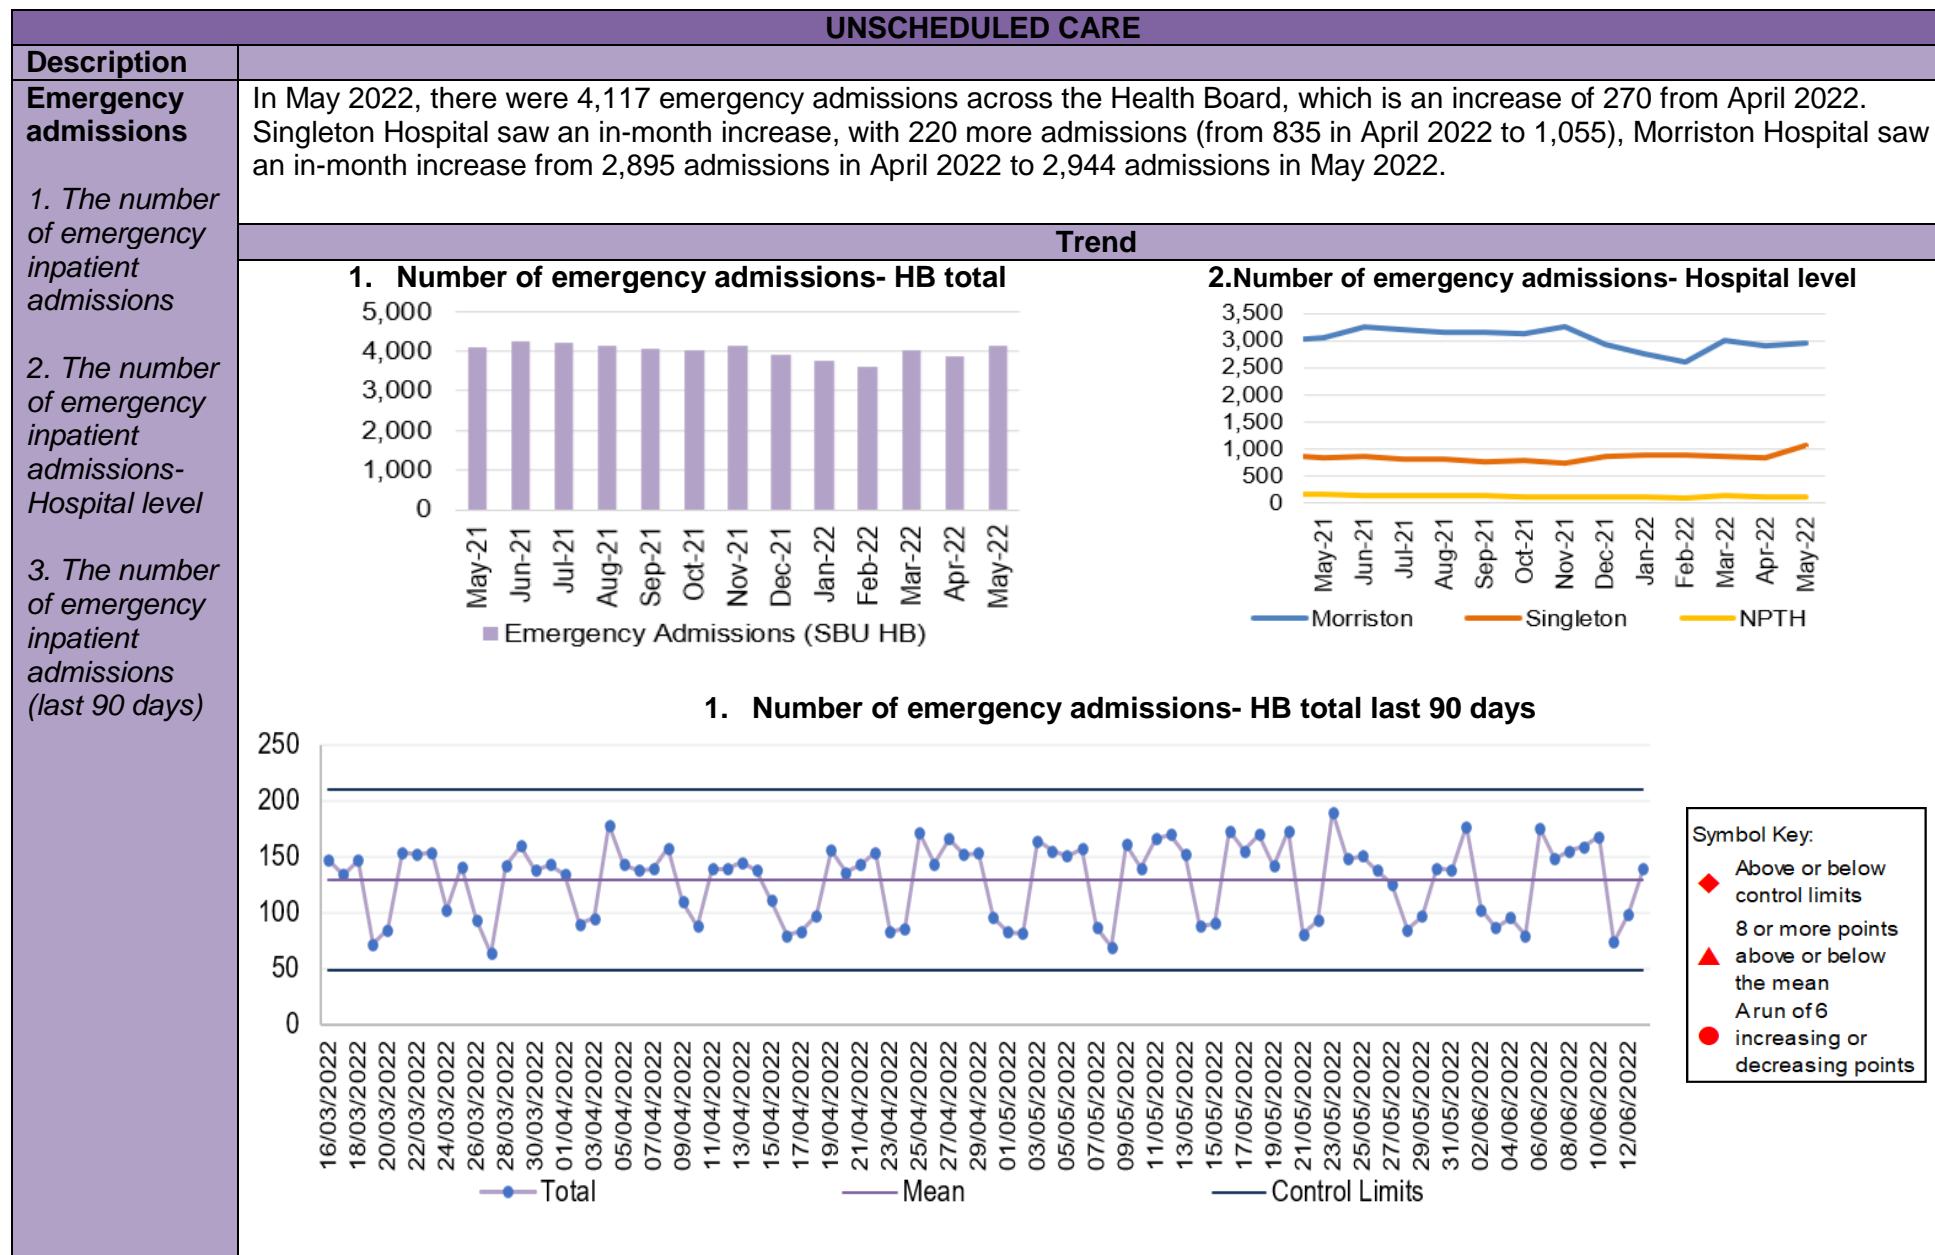 UNSCHEDULED CARE
Description
Emergency
admissions
1. The number
of emergency
inpatient
admissions
2. The number
of emergency
inpatient
admissions-
Hospital level
3. The number
of emergency
inpatient
admissions
(last 90 days)
In May 2022, there were 4,117 emergency admissions across the Health Board, which is an increase of 270 from April 2022.
Singleton Hospital saw an in-month increase, with 220 more admissions (from 835 in April 2022 to 1,055), Morriston Hospital saw
an in-month increase from 2,895 admissions in April 2022 to 2,944 admissions in May 2022.
Trend
1. Number of emergency admissions- HB total
5,000
4,000
3,000
2,000
1,000
0
May-21
Jun-21
Jul-21
Aug-21
Sep-21
Oct-21
Nov-21
Dec-21
Jan-22
Feb-22
Mar-22
Apr-22
May-22
Emergency Admissions (SBU HB)
2.Number of emergency admissions- Hospital level
3,500
3,000
2,500
2,000
1,500
1,000
500
0
May-21
Jun-21
Jul-21
Aug-21
Sep-21
Oct-21
Nov-21
Dec-21
Jan-22
Feb-22
Mar-22
Apr-22
May-22
Morriston
Singleton
NPTH
1. Number of emergency admissions- HB total last 90 days
250
200
150
100
50
0
16/03/2022
18/03/2022
20/03/2022
22/03/2022
24/03/2022
26/03/2022
28/03/2022
30/03/2022
01/04/2022
03/04/2022
05/04/2022
07/04/2022
09/04/2022
11/04/2022
13/04/2022
15/04/2022
17/04/2022
19/04/2022
21/04/2022
23/04/2022
25/04/2022
27/04/2022
29/04/2022
01/05/2022
03/05/2022
05/05/2022
07/05/2022
09/05/2022
11/05/2022
13/05/2022
15/05/2022
17/05/2022
19/05/2022
21/05/2022
23/05/2022
25/05/2022
27/05/2022
29/05/2022
31/05/2022
02/06/2022
04/06/2022
06/06/2022
08/06/2022
10/06/2022
12/06/2022
Total
Mean
Control Limits
Symbol Key:
Above or below
control limits
8 or more points
above or below
the mean
A run of 6
increasing or
decreasing points